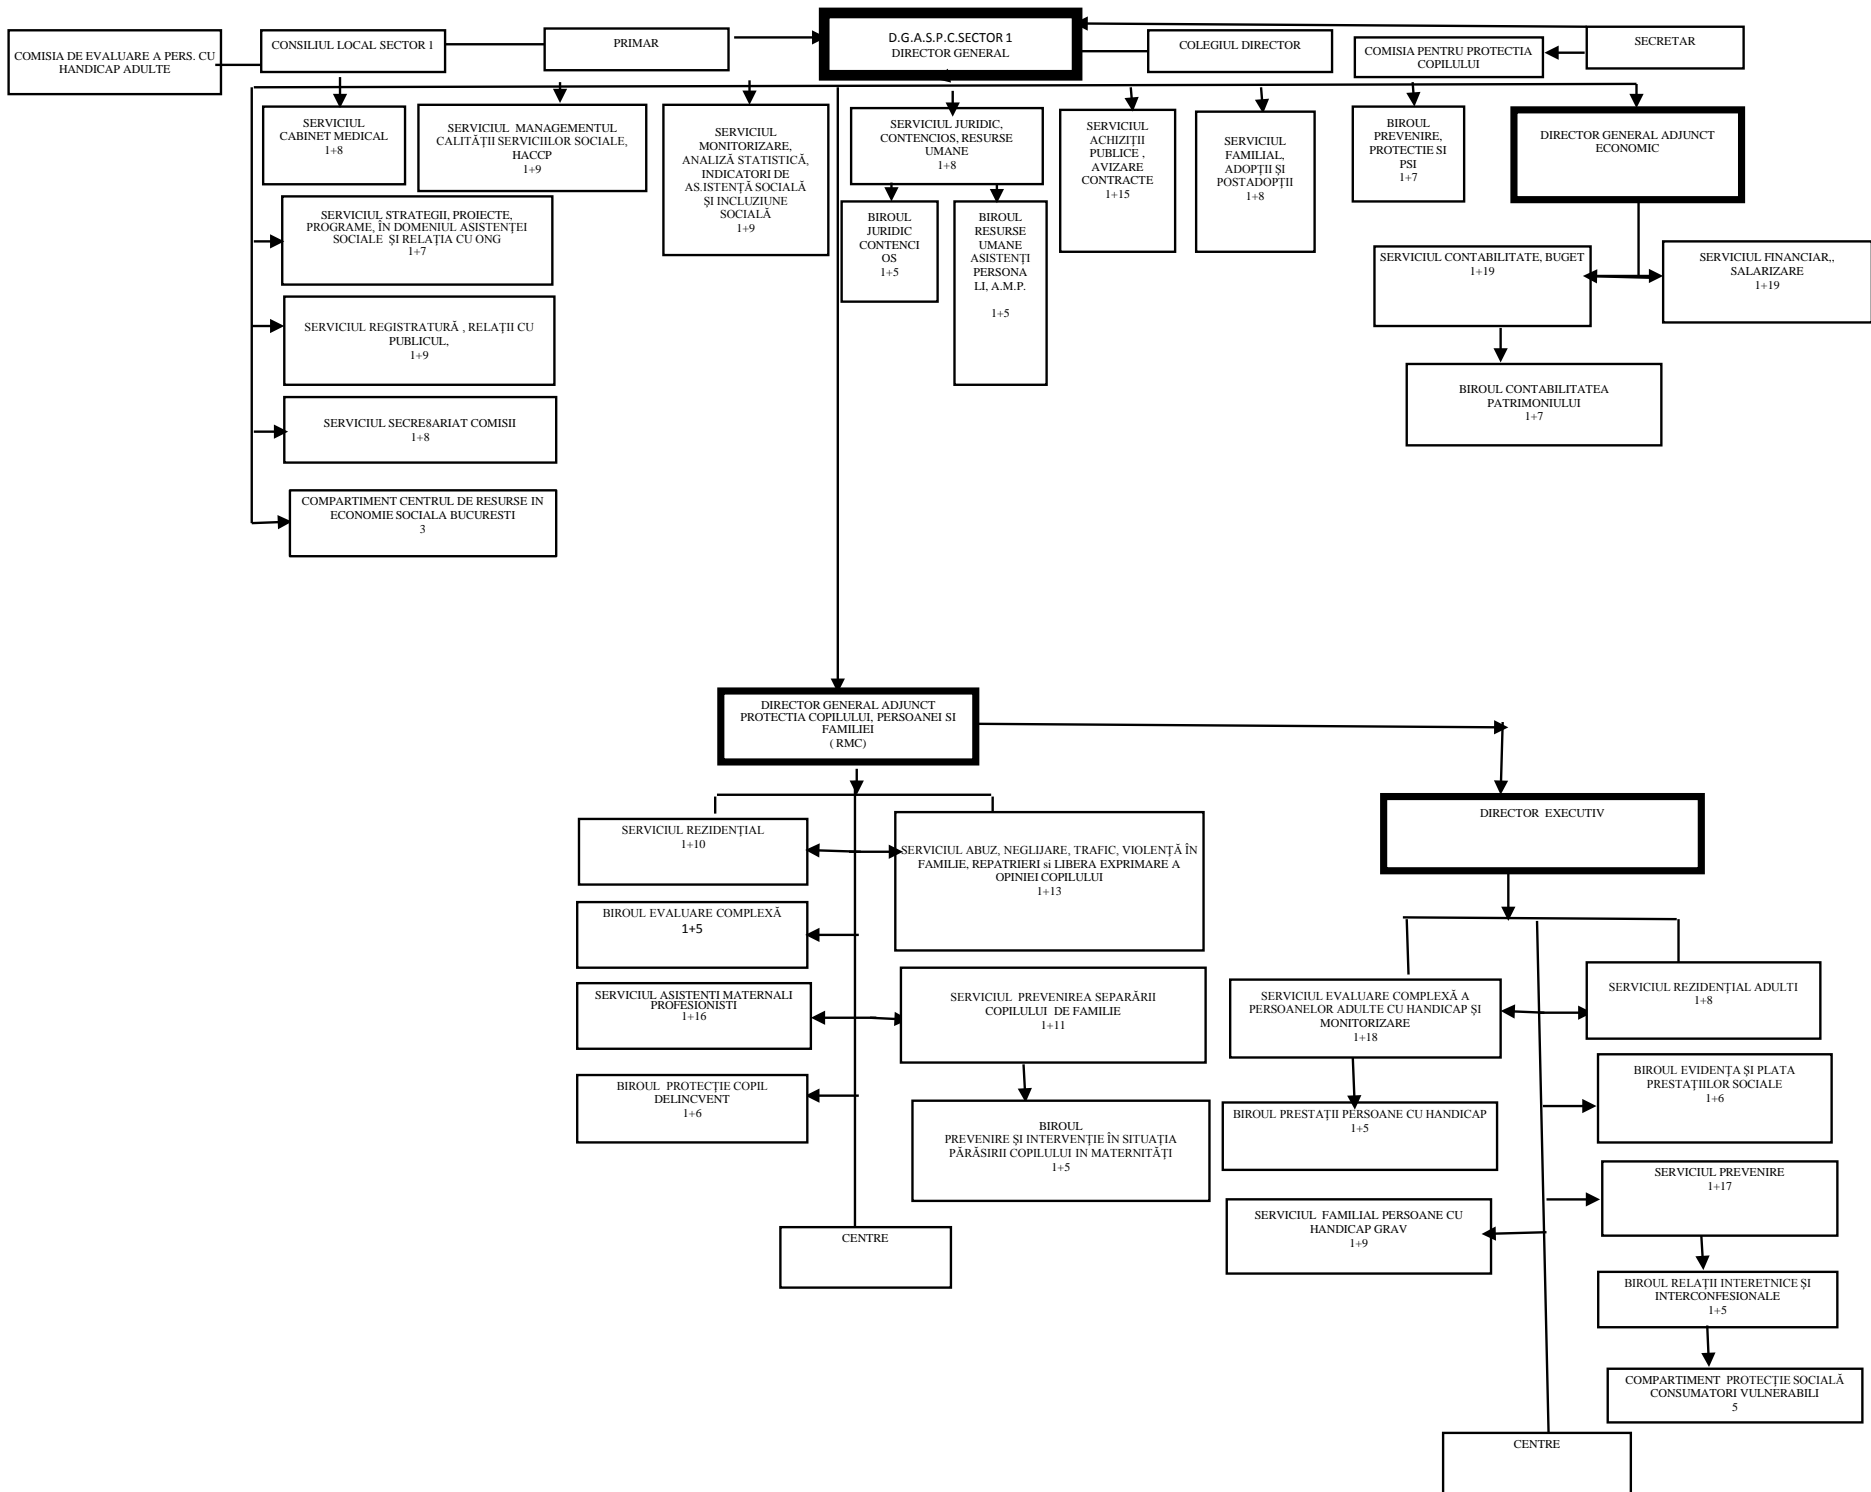 COMISIA DE EVALUARE A PERS. CU
HANDICAP ADULTE
CONSILIUL LOCAL SECTOR 1
PRIMAR
D.G.A.S.P.C.SECTOR 1
DIRECTOR GENERAL
COLEGIUL DIRECTOR
COMISIA PENTRU PROTECTIA
COPILULUI
SECRETAR
SERVICIUL
CABINET MEDICAL
1+8
SERVICIUL MANAGEMENTUL
CALITĂȚII SERVICIILOR SOCIALE,
HACCP
1+9
SERVICIUL
MONITORIZARE,
ANALIZĂ STATISTICĂ,
INDICATORI DE
AS.ISTENȚĂ SOCIALĂ
ȘI INCLUZIUNE
SOCIALĂ
1+9
SERVICIUL JURIDIC,
CONTENCIOS, RESURSE
UMANE
1+8
SERVICIUL
ACHIZIȚII
PUBLICE ,
AVIZARE
CONTRACTE
1+15
SERVICIUL
FAMILIAL,
ADOPȚII ȘI
POSTADOPȚII
1+8
BIROUL
PREVENIRE,
PROTECTIE SI
PSI
1+7
DIRECTOR GENERAL ADJUNCT
ECONOMIC
SERVICIUL STRATEGII, PROIECTE,
PROGRAME, ÎN DOMENIUL ASISTENȚEI
SOCIALE ȘI RELAȚIA CU ONG
1+7
BIROUL
JURIDIC
CONTENCI
OS
1+5
BIROUL
RESURSE
UMANE
ASISTENȚI
PERSONA
LI, A.M.P.
1+5
SERVICIUL CONTABILITATE, BUGET
1+19
SERVICIUL FINANCIAR,,
SALARIZARE
1+19
SERVICIUL REGISTRATURĂ , RELAȚII CU
PUBLICUL,
1+9
BIROUL CONTABILITATEA
PATRIMONIULUI
1+7
SERVICIUL SECRE8ARIAT COMISII
1+8
COMPARTIMENT CENTRUL DE RESURSE IN
ECONOMIE SOCIALA BUCURESTI
3
DIRECTOR GENERAL ADJUNCT
PROTECTIA COPILULUI, PERSOANEI SI
FAMILIEI
( RMC)
DIRECTOR EXECUTIV
SERVICIUL REZIDENȚIAL
1+10
SERVICIUL ABUZ, NEGLIJARE, TRAFIC, VIOLENȚĂ ÎN
FAMILIE, REPATRIERI si LIBERA EXPRIMARE A
OPINIEI COPILULUI
1+13
BIROUL EVALUARE COMPLEXĂ
1+5
SERVICIUL ASISTENTI MATERNALI
PROFESIONISTI
1+16
SERVICIUL PREVENIREA SEPARĂRII
COPILULUI DE FAMILIE
1+11
SERVICIUL EVALUARE COMPLEXĂ A
PERSOANELOR ADULTE CU HANDICAP ȘI
MONITORIZARE
1+18
SERVICIUL REZIDENȚIAL ADULTI
1+8
BIROUL PROTECȚIE COPIL
DELINCVENT
1+6
BIROUL
PREVENIRE ȘI INTERVENȚIE ÎN SITUAȚIA
PĂRĂSIRII COPILULUI IN MATERNITĂȚI
1+5
BIROUL PRESTAȚII PERSOANE CU HANDICAP
1+5
BIROUL EVIDENȚA ȘI PLATA
PRESTAȚIILOR SOCIALE
1+6
SERVICIUL PREVENIRE
1+17
SERVICIUL FAMILIAL PERSOANE CU
HANDICAP GRAV
1+9
CENTRE
BIROUL RELAȚII INTERETNICE ȘI
INTERCONFESIONALE
1+5
COMPARTIMENT PROTECȚIE SOCIALĂ
CONSUMATORI VULNERABILI
5
CENTRE